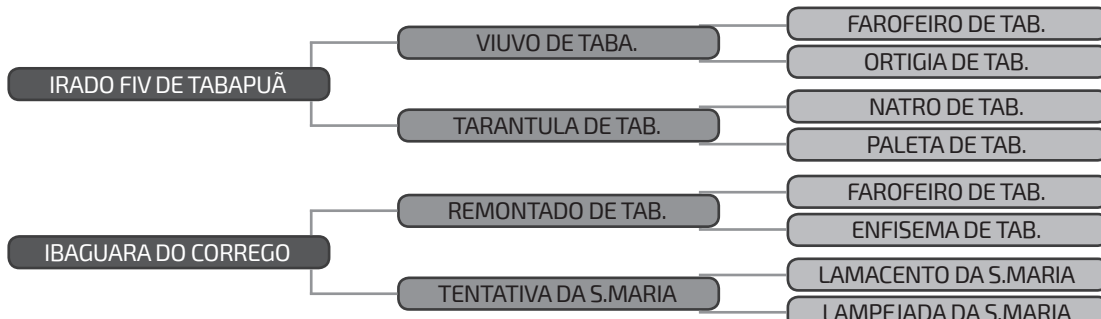 IRADO FIV DE TABAPUÃ
VIUVO DE TABA.
FAROFEIRO DE TAB.
ORTIGIA DE TAB.
TARANTULA DE TAB.
NATRO DE TAB.
PALETA DE TAB.
IBAGUARA DO CORREGO
REMONTADO DE TAB.
FAROFEIRO DE TAB.
ENFISEMA DE TAB.
TENTATIVA DA S.MARIA
LAMACENTO DA S.MARIA
LAMPEJADA DA S.MARIA